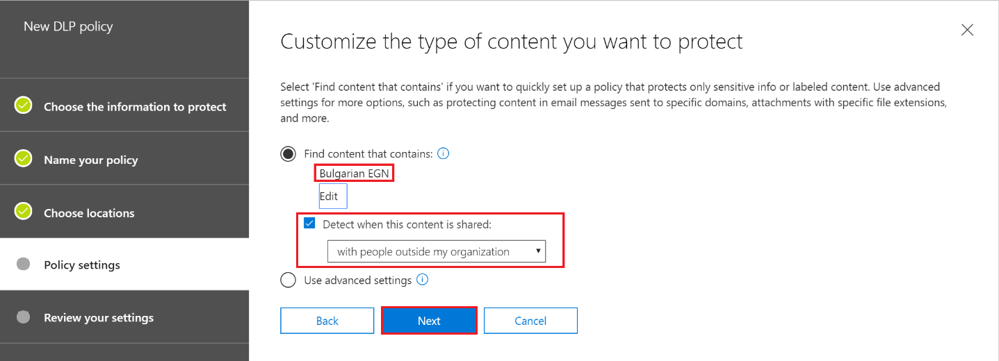 New DLP policy
Choose the information to protect
Name your policy
Choose locations
Policy settings
Review your settings
Customize the type of content you want to protect
Select 'Find content that contains' if you want to quickly set up a policy that protects only sensitive info or labeled content. Use advanced
settings for more options, such as protecting content in email messages sent to specific domains, attachments with specific file extensions,
and more.
Find content that contains:
Bulgarian EGN
Edit
Detect when this content is shared:
with people outside my organization
Use advanced settings
Back Next Cancel